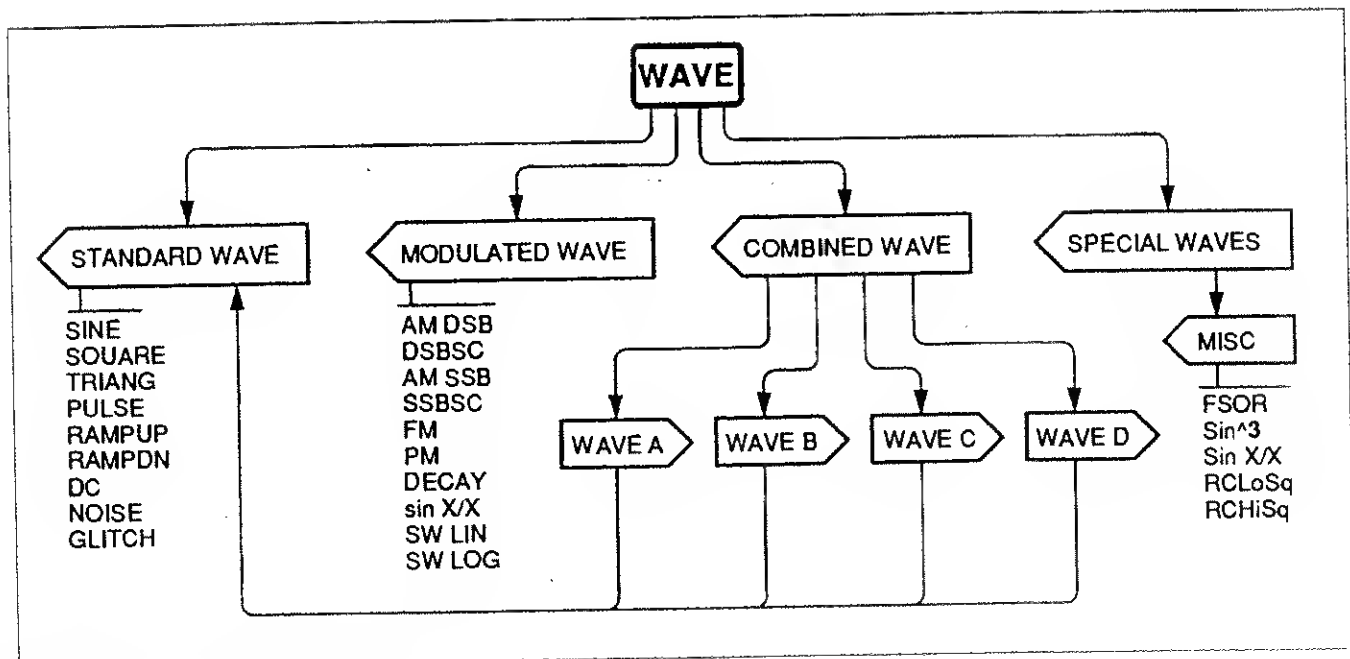 WAVE
STANDARD WAVE
SINE
SQUARE
TRIANG
PULSE
RAMPUP
RAMPDN
DC
NOISE
GLITCH
MODULATED WAVE
AM DSB
DSBSC
AM SSB
SSBSC
FM
PM
DECAY
sin X/X
SW LIN
SW LOG
COMBINED WAVE
WAVE A
WAVE B
WAVE C
WAVE D
SPECIAL WAVES
MISC
FSOR
Sin^3
Sin X/X
RCLoSq
RCHiSq